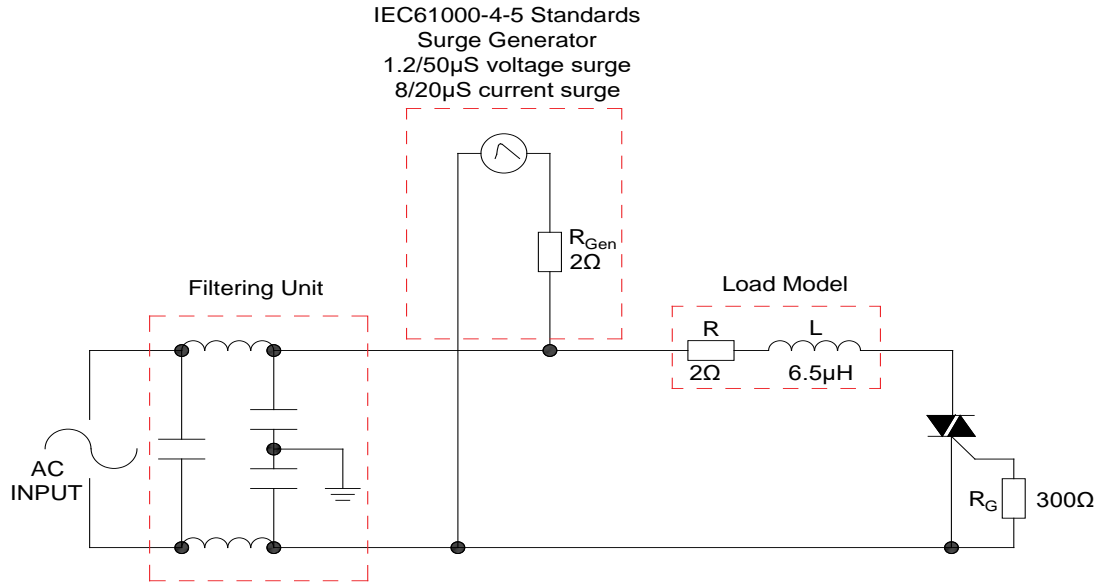 IEC61000-4-5 Standards
Surge Generator
1.2/50µS voltage surge
8/20µS current surge
RGen
2Ω
Filtering Unit
Load Model
R
L
2Ω
6.5µH
AC
INPUT
RG
300Ω